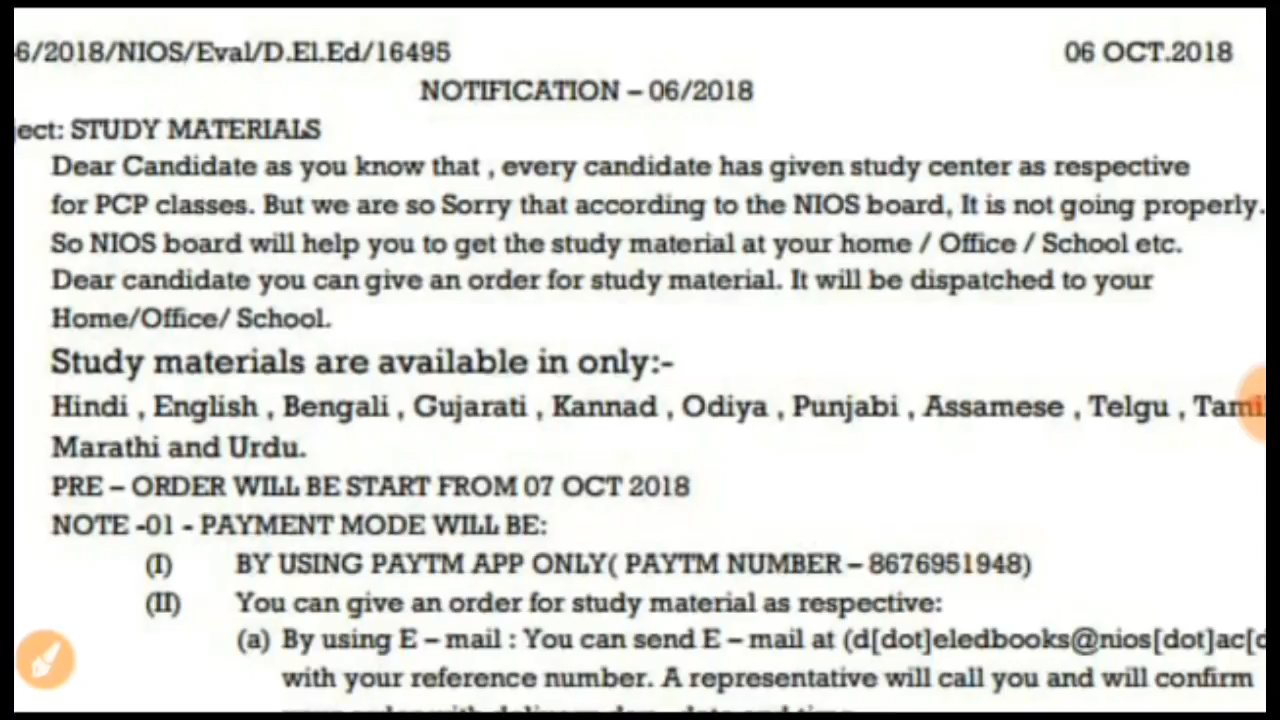 6/2018/NIOS/Eval/D.El.Ed/16495 06 OCT.2018
NOTIFICATION – 06/2018
ect: STUDY MATERIALS
Dear Candidate as you know that , every candidate has given study center as respective
for PCP classes. But we are so Sorry that according to the NIOS board, It is not going properly.
So NIOS board will help you to get the study material at your home / Office / School etc.
Dear candidate you can give an order for study material. It will be dispatched to your
Home/Office/ School.
Study materials are available in only:-
Hindi , English , Bengali , Gujarati , Kannad , Odiya , Punjabi , Assamese , Telgu , Tami
Marathi and Urdu.
PRE – ORDER WILL BE START FROM 07 OCT 2018
NOTE -01 - PAYMENT MODE WILL BE:
(I) BY USING PAYTM APP ONLY( PAYTM NUMBER – 8676951948)
(II) You can give an order for study material as respective:
(a) By using E – mail : You can send E – mail at (d[dot]eledbooks@nios[dot]ac[d
with your reference number. A representative will call you and will confirm